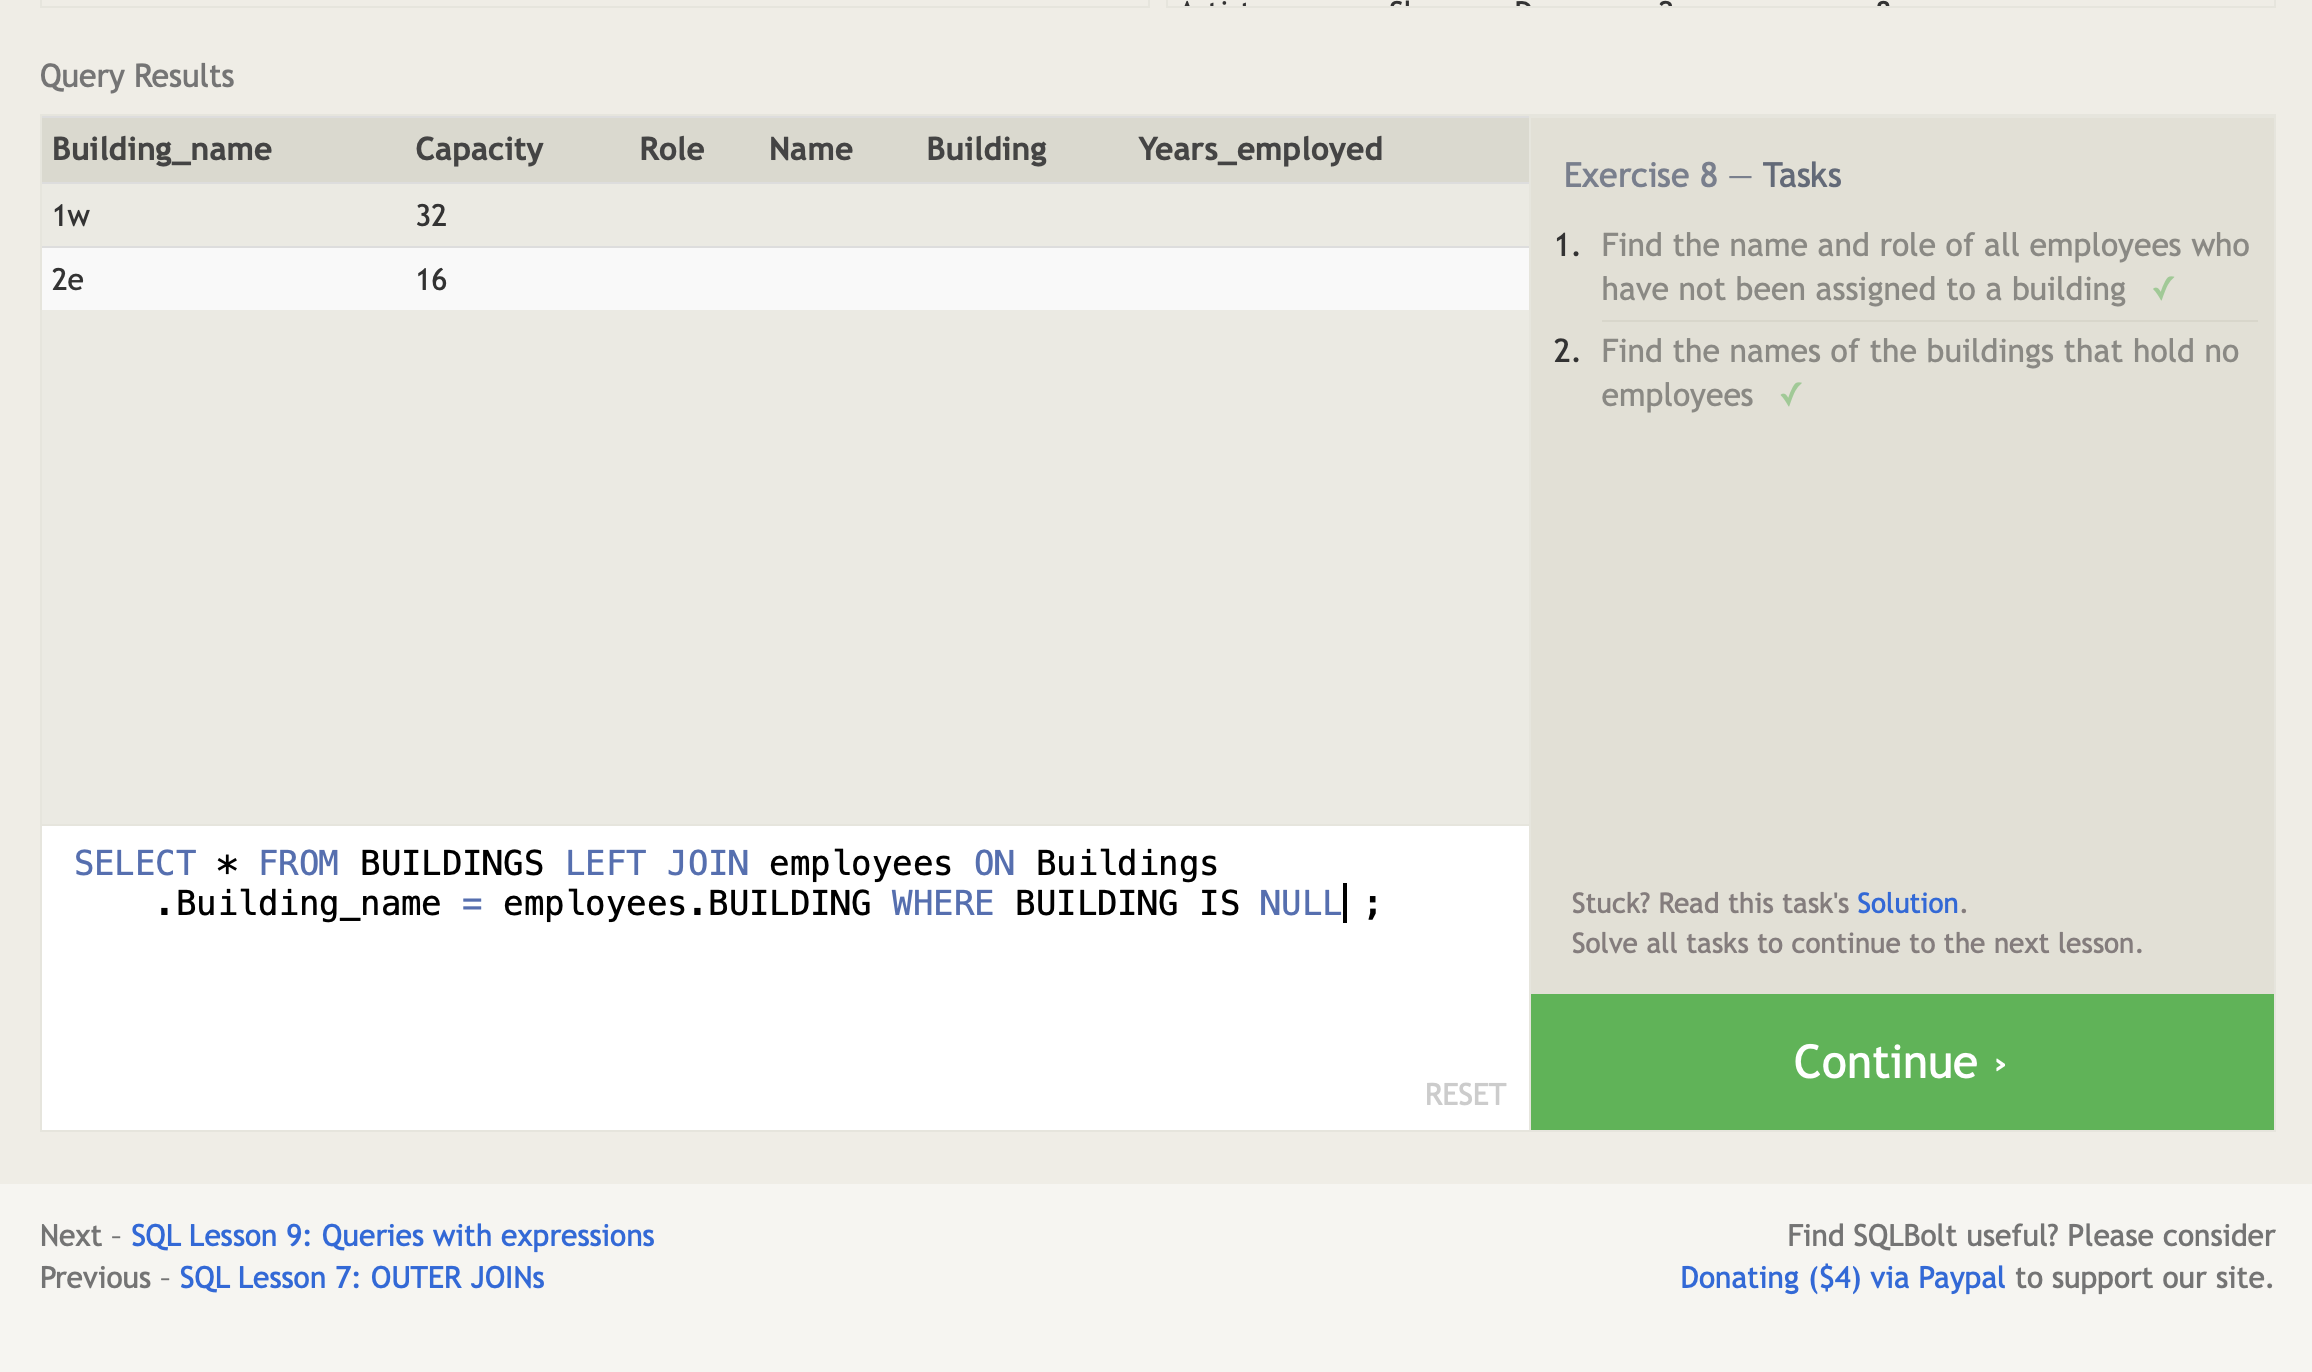 Query Results
Building_name Capacity Role Name Building Years_employed
1w 32
2e 16
SELECT * FROM BUILDINGS LEFT JOIN employees ON Buildings
.Building_name = employees.BUILDING WHERE BUILDING IS NULL ;
RESET
Exercise 8 — Tasks
1. Find the name and role of all employees who
have not been assigned to a building ✓
2. Find the names of the buildings that hold no
employees ✓
Stuck? Read this task's Solution.
Solve all tasks to continue to the next lesson.
Continue ›
Next – SQL Lesson 9: Queries with expressions
Previous – SQL Lesson 7: OUTER JOINs
Find SQLBolt useful? Please consider
Donating ($4) via Paypal to support our site.